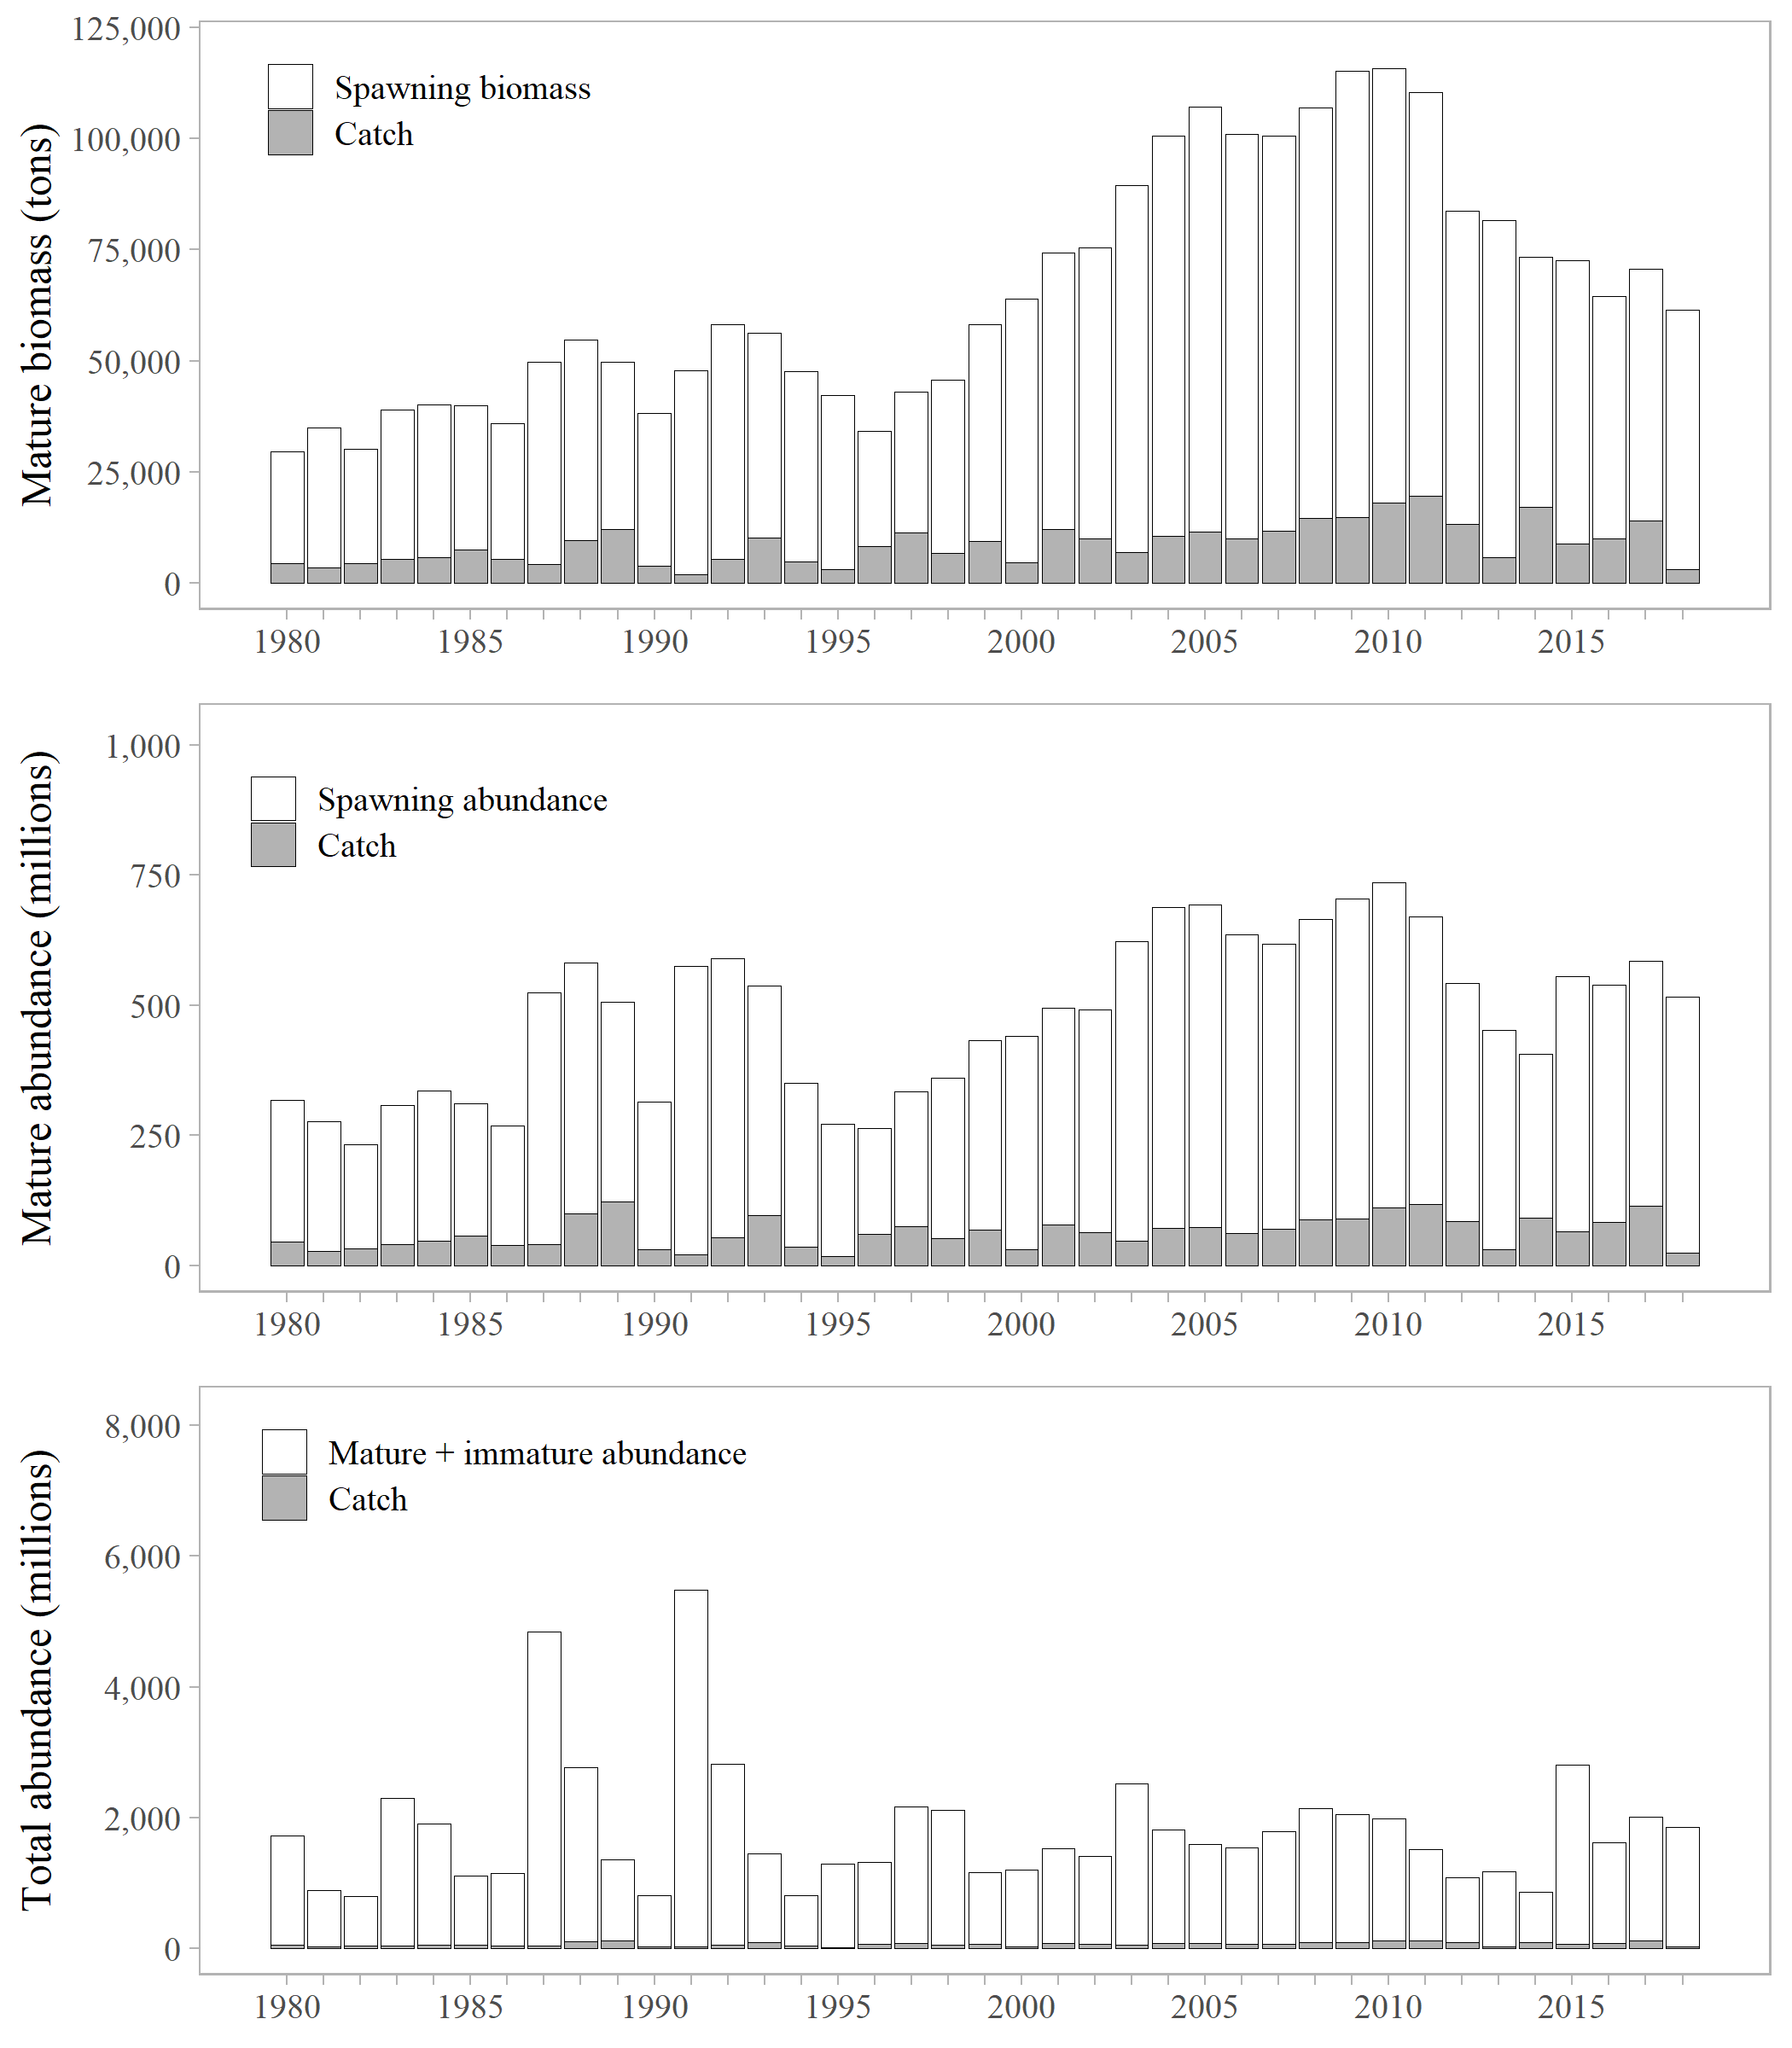 Mature biomass (tons)
125,000
100,000
75,000
50,000
25,000
0
Spawning biomass
Catch
1980 1985 1990 1995 2000 2005 2010 2015
Mature abundance (millions)
1,000
750
500
250
0
Spawning abundance
Catch
1980 1985 1990 1995 2000 2005 2010 2015
Total abundance (millions)
8,000
6,000
4,000
2,000
0
Mature + immature abundance
Catch
1980 1985 1990 1995 2000 2005 2010 2015